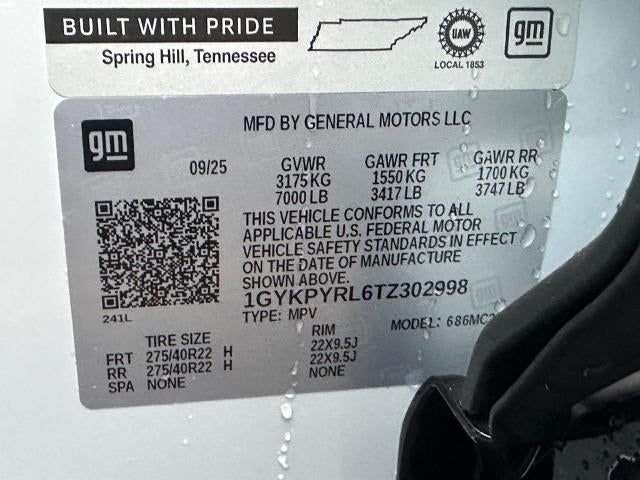 BUILT WITH PRIDE
Spring Hill, Tennessee
UAW
LOCAL 1853
gm
gm
MFD BY GENERAL MOTORS LLC
09/25 GVWR GAWR FRT GAWR RR
3175 KG 1550 KG 1700 KG
7000 LB 3417 LB 3747 LB
THIS VEHICLE CONFORMS TO ALL
APPLICABLE U.S. FEDERAL MOTOR
VEHICLE SAFETY STANDARDS IN EFFECT
ON THE DATE OF MANUFACTURE
SHOWN ABOVE.
1GYKPYRL6TZ302998
TYPE: MPV MODEL: 686MC
241L
TIRE SIZE RIM
FRT 275/40R22 H 22X9.5J
RR 275/40R22 H 22X9.5J
SPA NONE NONE